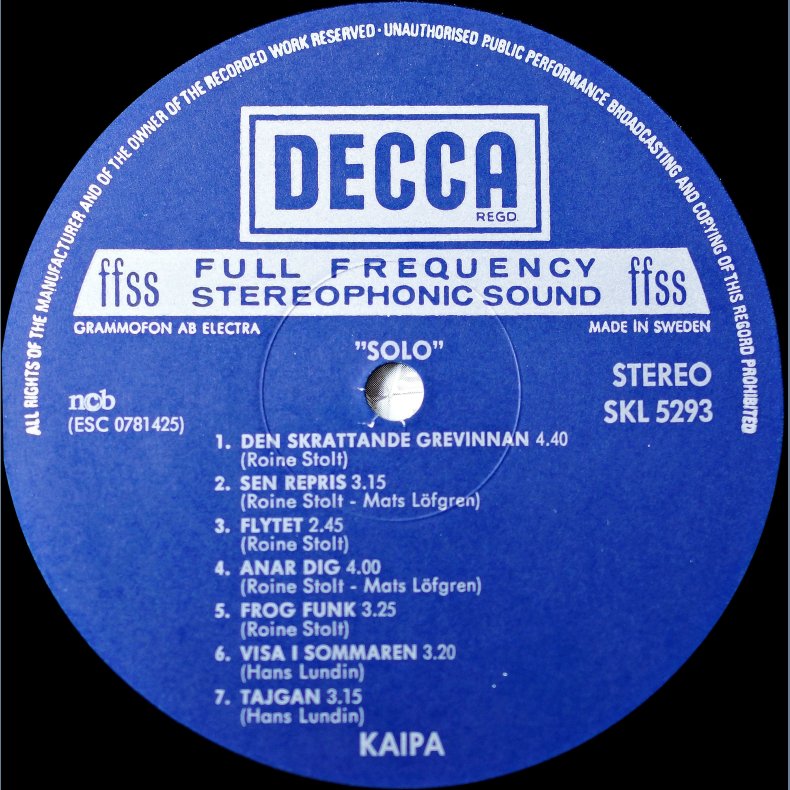 ALL RIGHTS OF THE MANUFACTURER AND OF THE OWNER OF THE RECORDED WORK RESERVED · UNAUTHORISED PUBLIC PERFORMANCE BROADCASTING AND COPYING OF THIS RECORD PROHIBITED
DECCA
REGD.
ffss FULL FREQUENCY ffss
STEREOPHONIC SOUND
GRAMMOFON AB ELECTRA MADE IN SWEDEN
"SOLO"
STEREO
ncb SKL 5293
(ESC 0781425)
1. DEN SKRATTANDE GREVINNAN 4.40
(Roine Stolt)
2. SEN REPRIS 3.15
(Roine Stolt - Mats Löfgren)
3. FLYTET 2.45
(Roine Stolt)
4. ANAR DIG 4.00
(Roine Stolt - Mats Löfgren)
5. FROG FUNK 3.25
(Roine Stolt)
6. VISA I SOMMAREN 3.20
(Hans Lundin)
7. TAJGAN 3.15
(Hans Lundin)
KAIPA